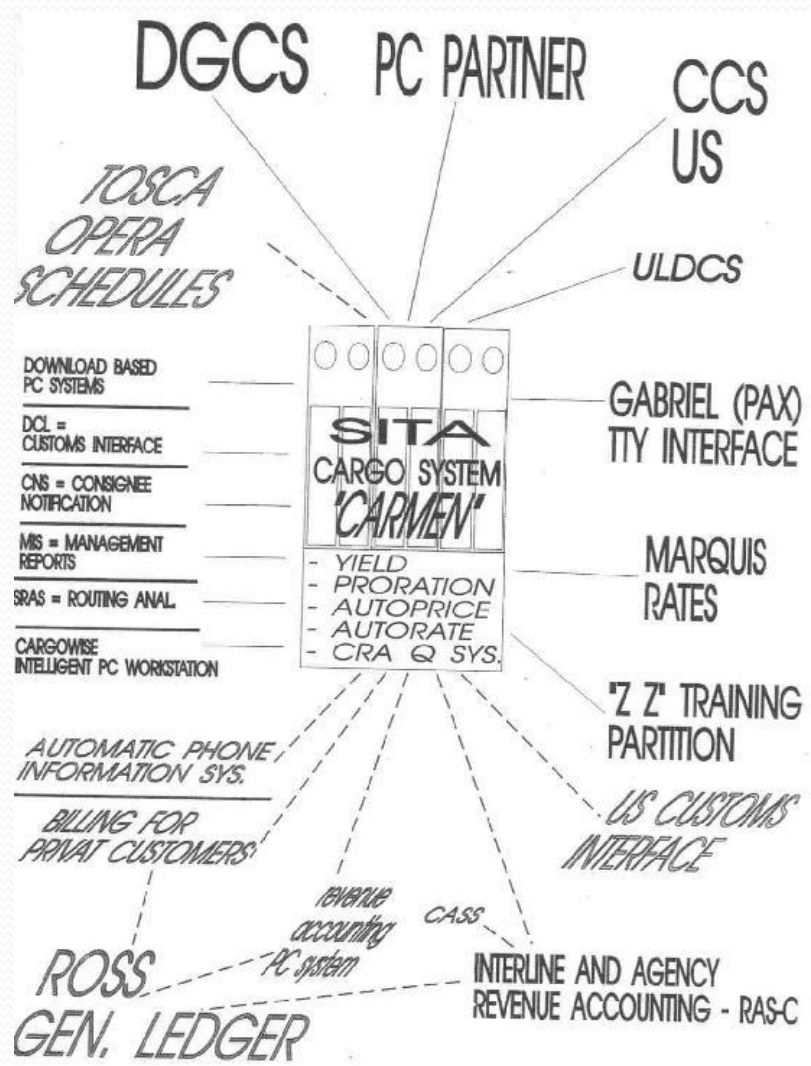 DGCS
PC PARTNER
CCS
US
TOSCA
OPERA
SCHEDULES
ULDCS
DOWNLOAD BASED
PC SYSTEMS
DCL =
CUSTOMS INTERFACE
CNS = CONSIGNEE
NOTIFICATION
MIS = MANAGEMENT
REPORTS
SRAS = ROUTING ANAL.
CARGOWISE
INTELLIGENT PC WORKSTATION
SITA
CARGO SYSTEM
"CARMEN"
- YIELD
- PRORATION
- AUTOPRICE
- AUTORATE
- CRA Q SYS.
GABRIEL (PAX)
TTY INTERFACE
MARQUIS
RATES
"Z Z" TRAINING
PARTITION
AUTOMATIC PHONE
INFORMATION SYS.
BILLING FOR
PRIVAT CUSTOMERS
US CUSTOMS
INTERFACE
revenue
accounting
PC system
CASS
ROSS
GEN. LEDGER
INTERLINE AND AGENCY
REVENUE ACCOUNTING - RAS-C